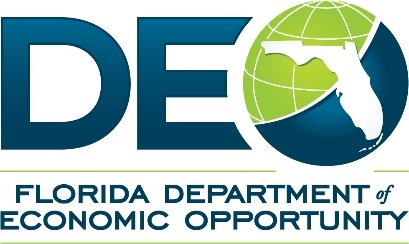 DEO
FLORIDA DEPARTMENT of
ECONOMIC OPPORTUNITY